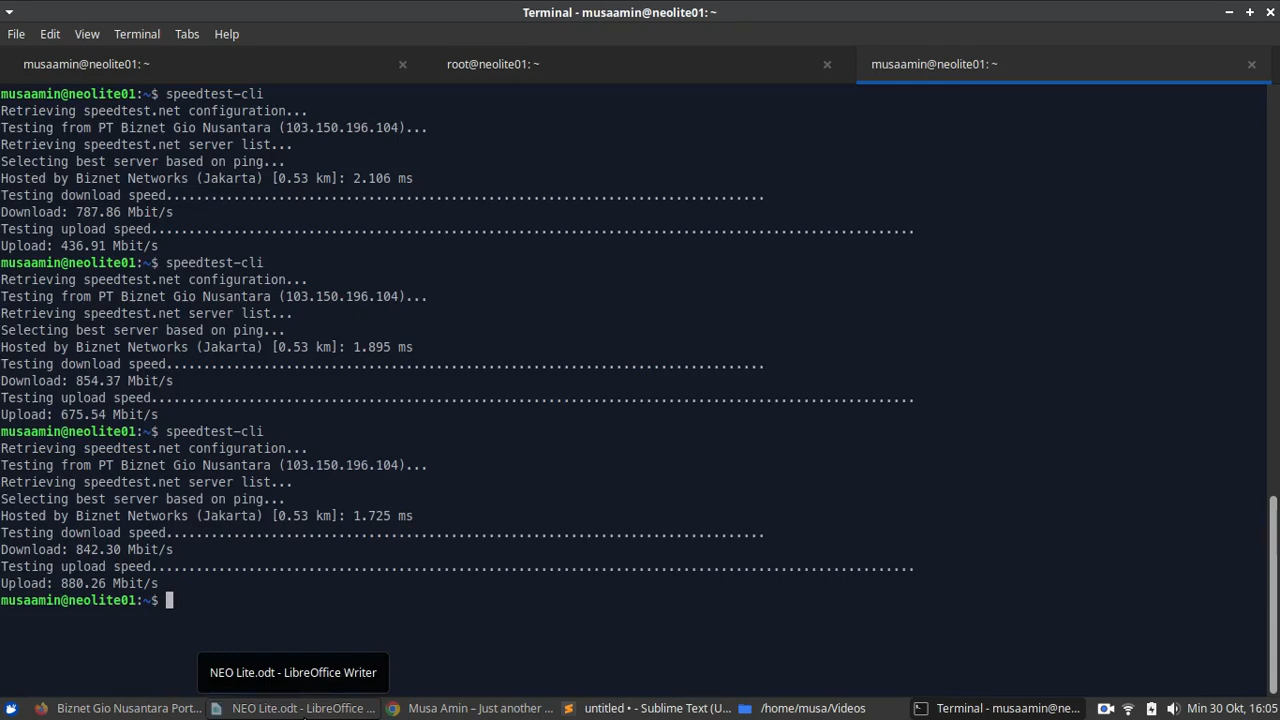 Terminal - musaamin@neolite01: ~
File Edit View Terminal Tabs Help
musaamin@neolite01: ~ root@neolite01: ~ musaamin@neolite01: ~
musaamin@neolite01:~$ speedtest-cli
Retrieving speedtest.net configuration...
Testing from PT Biznet Gio Nusantara (103.150.196.104)...
Retrieving speedtest.net server list...
Selecting best server based on ping...
Hosted by Biznet Networks (Jakarta) [0.53 km]: 2.106 ms
Testing download speed................................................................................
Download: 787.86 Mbit/s
Testing upload speed......................................................................................................
Upload: 436.91 Mbit/s
musaamin@neolite01:~$ speedtest-cli
Retrieving speedtest.net configuration...
Testing from PT Biznet Gio Nusantara (103.150.196.104)...
Retrieving speedtest.net server list...
Selecting best server based on ping...
Hosted by Biznet Networks (Jakarta) [0.53 km]: 1.895 ms
Testing download speed................................................................................
Download: 854.37 Mbit/s
Testing upload speed......................................................................................................
Upload: 675.54 Mbit/s
musaamin@neolite01:~$ speedtest-cli
Retrieving speedtest.net configuration...
Testing from PT Biznet Gio Nusantara (103.150.196.104)...
Retrieving speedtest.net server list...
Selecting best server based on ping...
Hosted by Biznet Networks (Jakarta) [0.53 km]: 1.725 ms
Testing download speed................................................................................
Download: 842.30 Mbit/s
Testing upload speed......................................................................................................
Upload: 880.26 Mbit/s
musaamin@neolite01:~$
NEO Lite.odt - LibreOffice Writer
Biznet Gio Nusantara Port... NEO Lite.odt - LibreOffice ... Musa Amin – Just another ... untitled • - Sublime Text (U... /home/musa/Videos Terminal - musaamin@ne... Min 30 Okt, 16:05